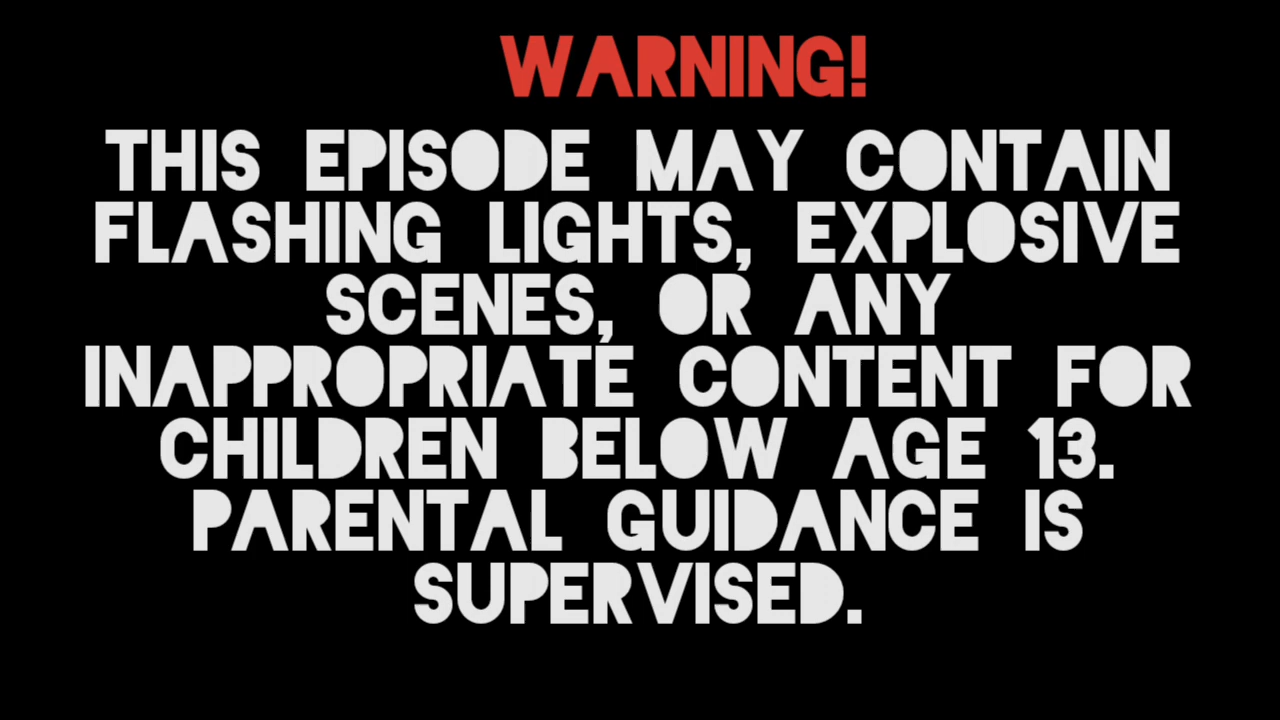 WARNING!
THIS EPISODE MAY CONTAIN
FLASHING LIGHTS, EXPLOSIVE
SCENES, OR ANY
INAPPROPRIATE CONTENT FOR
CHILDREN BELOW AGE 13.
PARENTAL GUIDANCE IS
SUPERVISED.